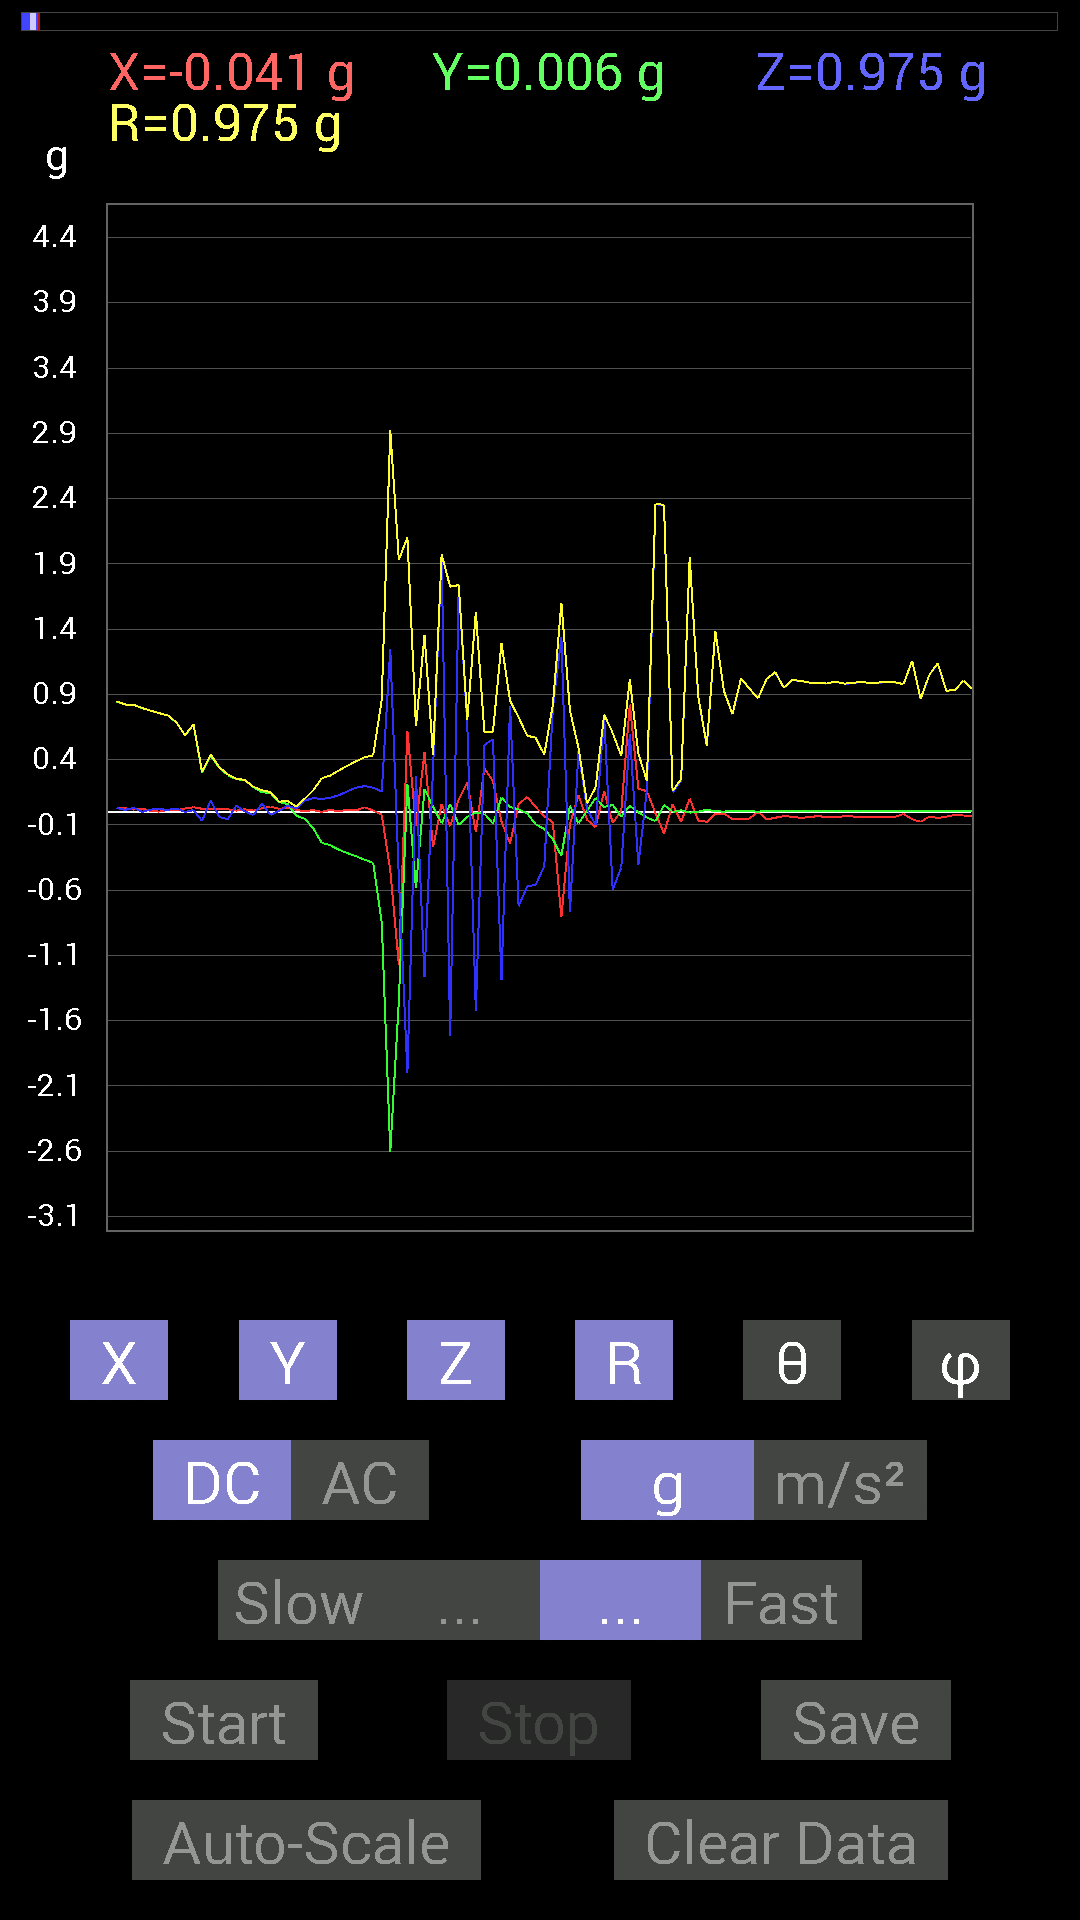 X=-0.041 g Y=0.006 g Z=0.975 g
R=0.975 g
g
4.4
3.9
3.4
2.9
2.4
1.9
1.4
0.9
0.4
-0.1
-0.6
-1.1
-1.6
-2.1
-2.6
-3.1
X Y Z R θ φ
DC AC g m/s²
Slow ... ... Fast
Start Stop Save
Auto-Scale Clear Data